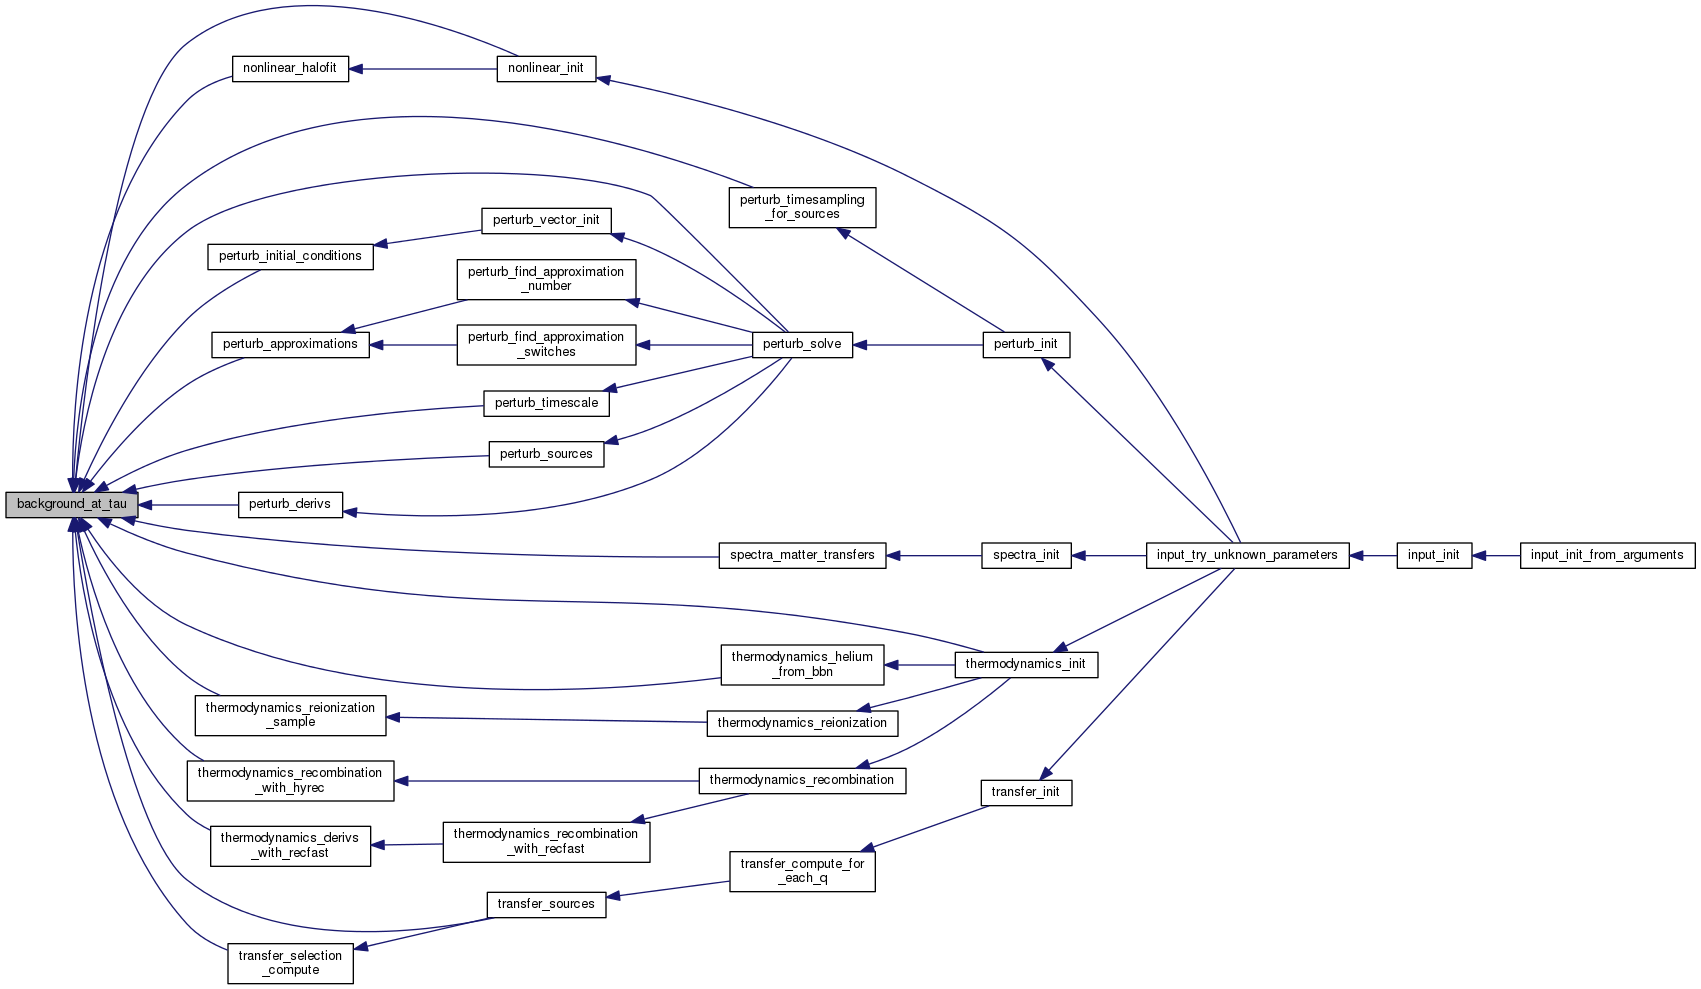 nonlinear_halofit
nonlinear_init
perturb_timesampling
_for_sources
perturb_vector_init
perturb_initial_conditions
perturb_find_approximation
_number
perturb_approximations
perturb_find_approximation
_switches
perturb_solve
perturb_init
perturb_timescale
perturb_sources
background_at_tau
perturb_derivs
spectra_matter_transfers
spectra_init
input_try_unknown_parameters
input_init
input_init_from_arguments
thermodynamics_helium
_from_bbn
thermodynamics_init
thermodynamics_reionization
_sample
thermodynamics_reionization
thermodynamics_recombination
_with_hyrec
thermodynamics_recombination
transfer_init
thermodynamics_derivs
_with_recfast
thermodynamics_recombination
_with_recfast
transfer_compute_for
_each_q
transfer_sources
transfer_selection
_compute